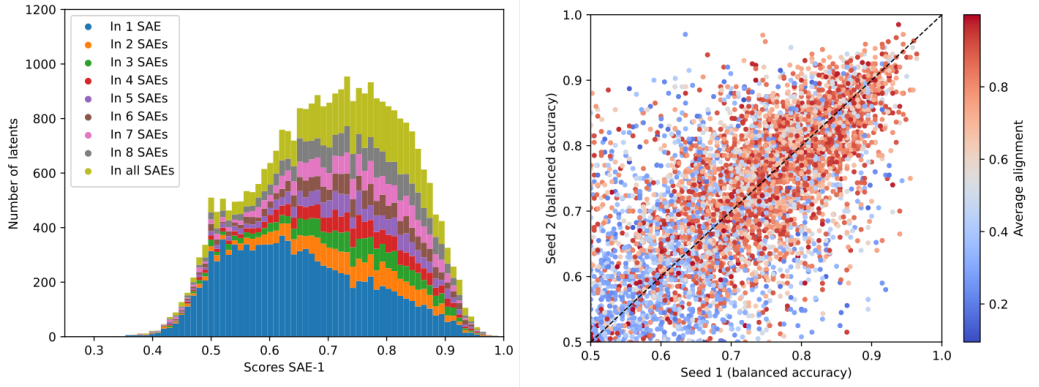 1200
1000
800
600
400
200
0
Number of latents
In 1 SAE
In 2 SAEs
In 3 SAEs
In 4 SAEs
In 5 SAEs
In 6 SAEs
In 7 SAEs
In 8 SAEs
In all SAEs
0.3 0.4 0.5 0.6 0.7 0.8 0.9 1.0
Scores SAE-1
1.0
0.9
0.8
0.7
0.6
0.5
Seed 2 (balanced accuracy)
0.5 0.6 0.7 0.8 0.9 1.0
Seed 1 (balanced accuracy)
0.8
0.6
0.4
0.2
Average alignment